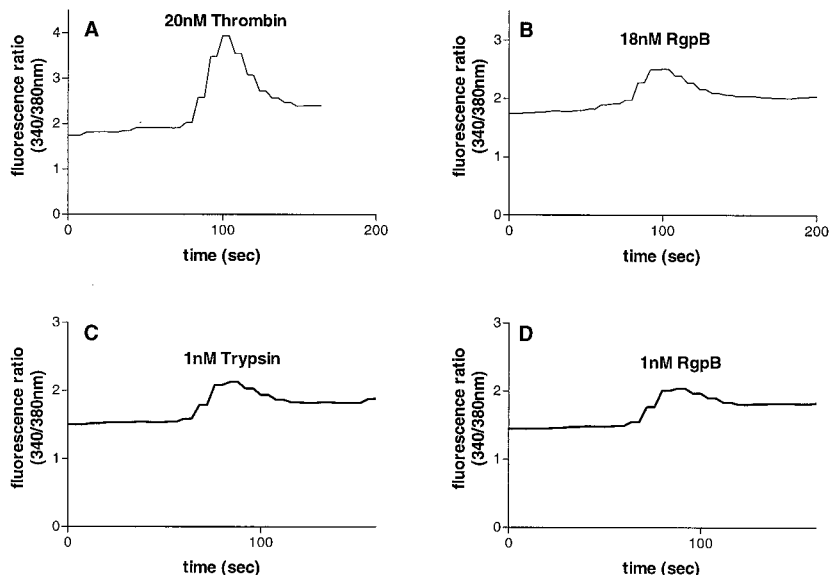 A
20nM Thrombin
fluorescence ratio
(340/380nm)
4
3
2
1
0
0
100
200
time (sec)
B
18nM RgpB
fluorescence ratio
(340/380nm)
3
2
1
0
0
100
200
time (sec)
C
1nM Trypsin
fluorescence ratio
(340/380nm)
3
2
1
0
0
100
time (sec)
D
1nM RgpB
fluorescence ratio
(340/380nm)
3
2
1
0
0
100
time (sec)